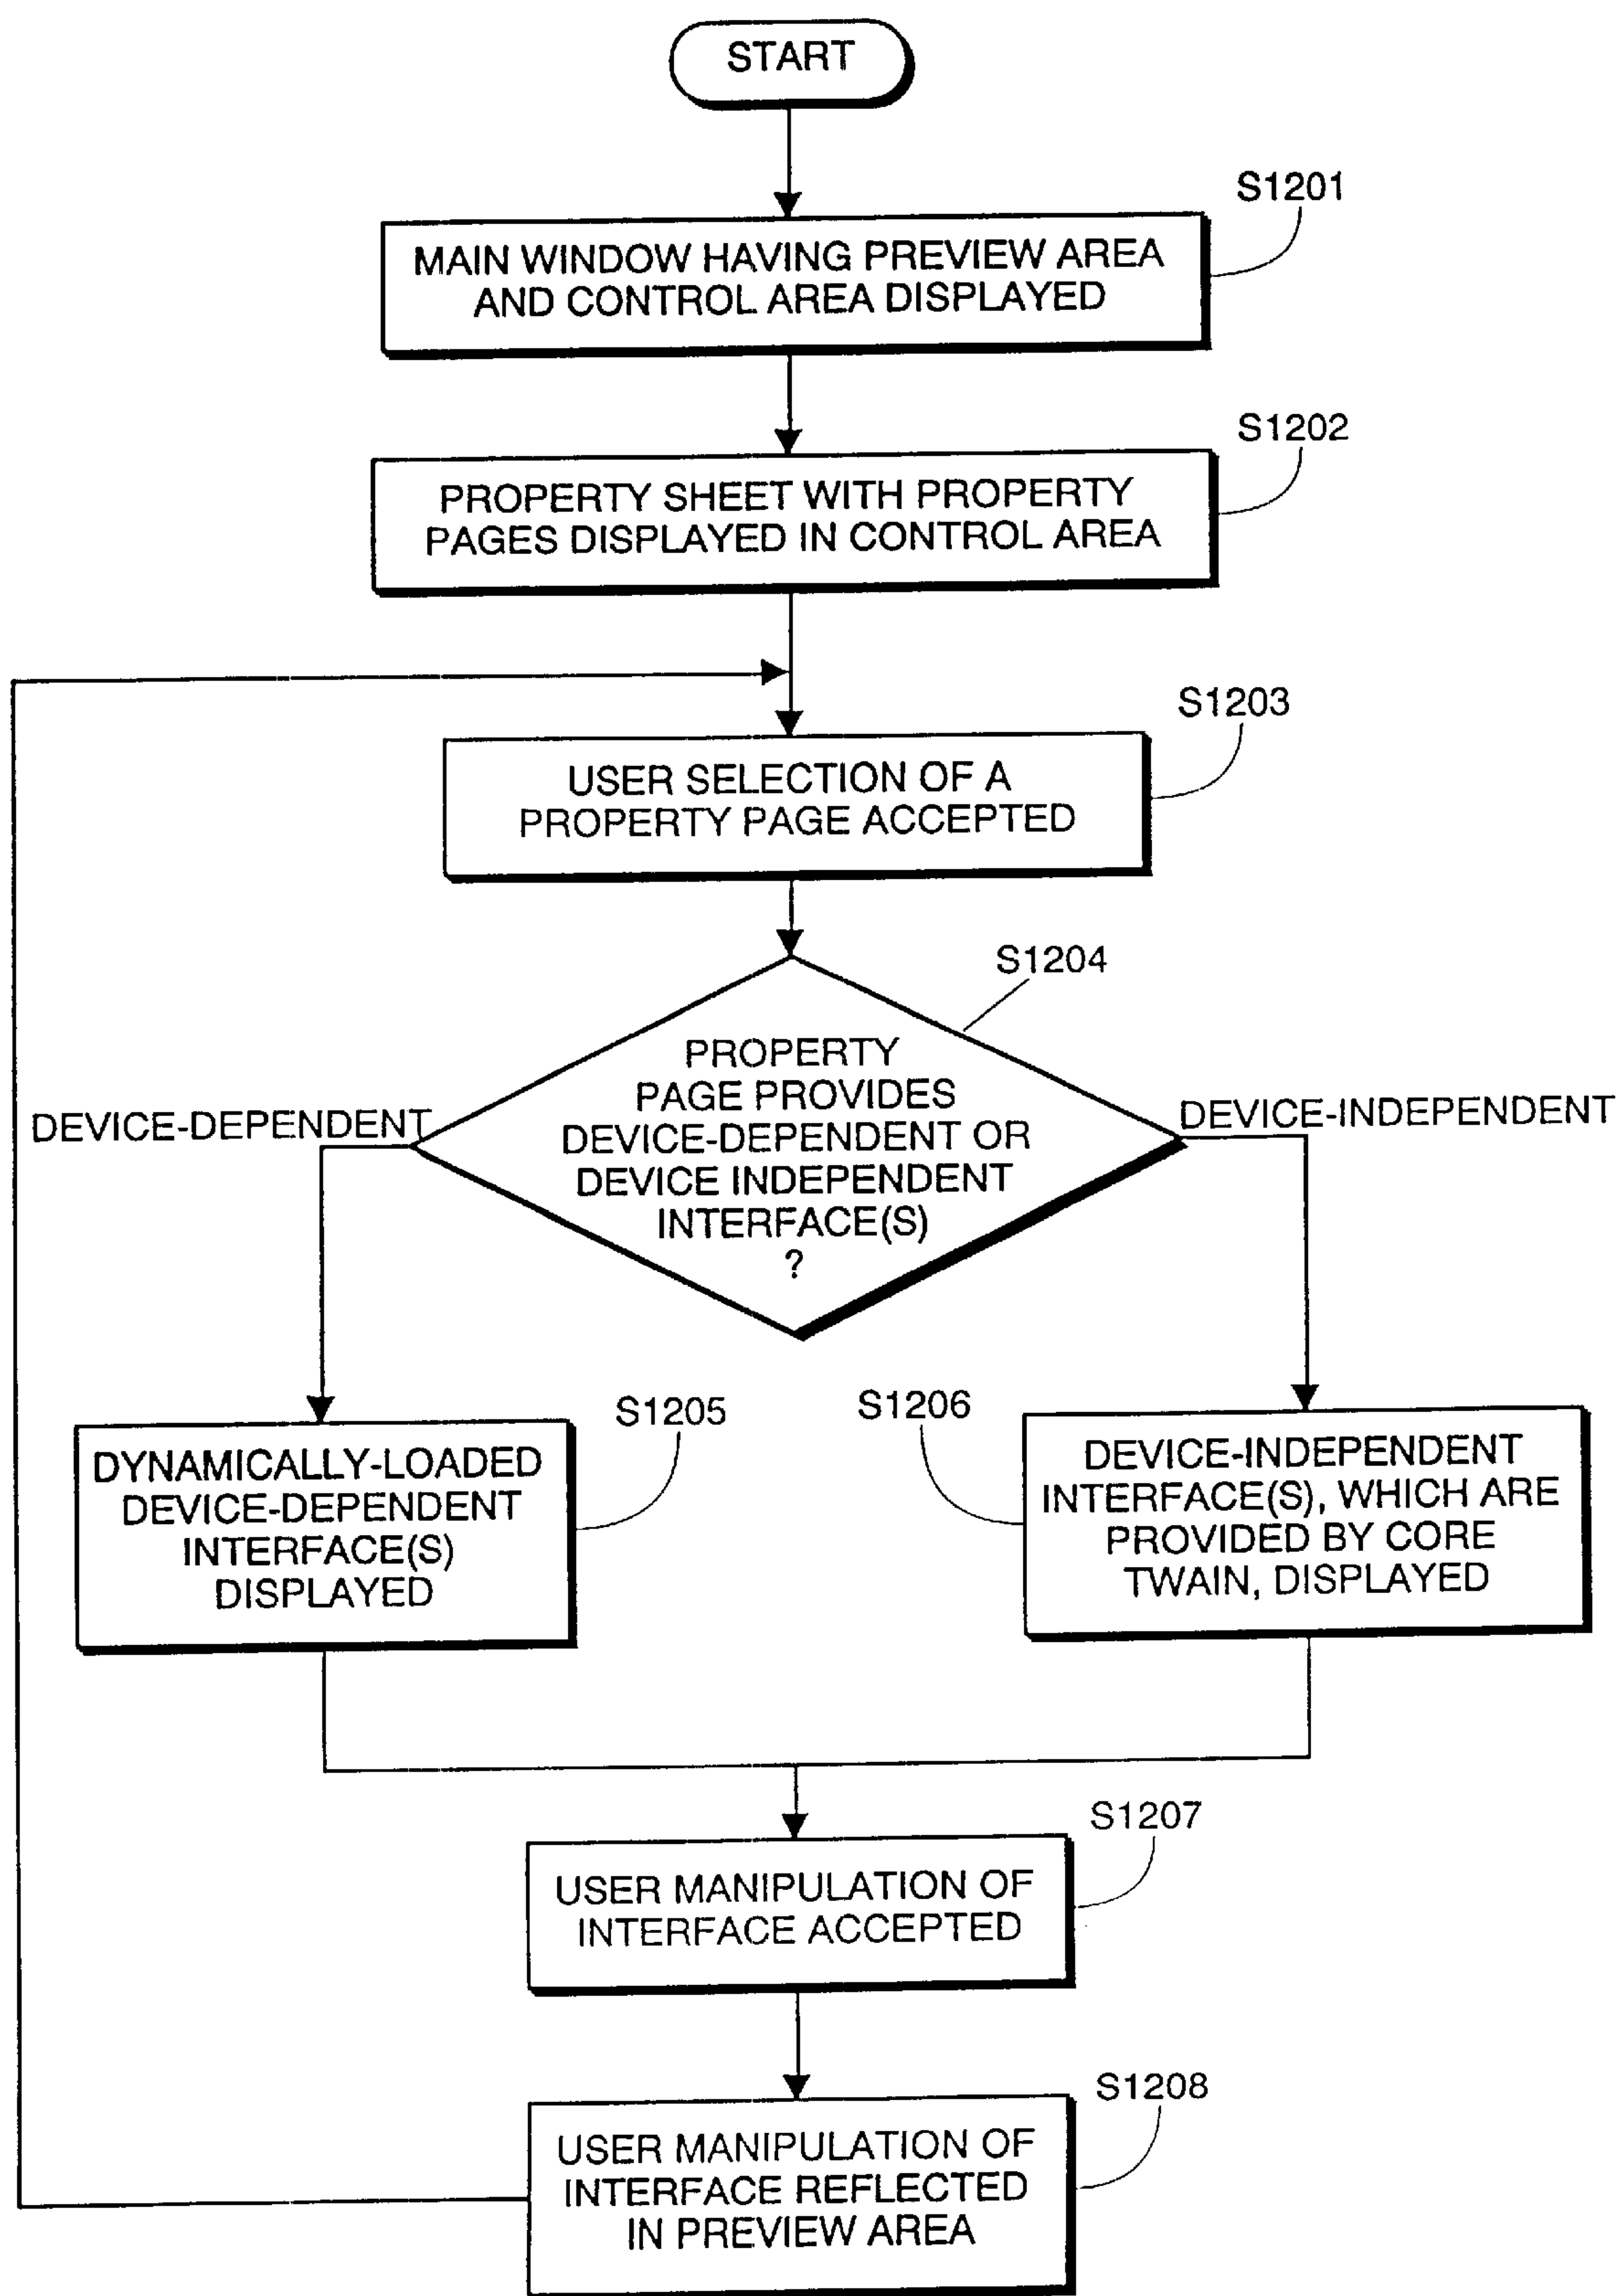 START
S1201
MAIN WINDOW HAVING PREVIEW AREA
AND CONTROL AREA DISPLAYED
S1202
PROPERTY SHEET WITH PROPERTY
PAGES DISPLAYED IN CONTROL AREA
S1203
USER SELECTION OF A
PROPERTY PAGE ACCEPTED
S1204
PROPERTY
PAGE PROVIDES
DEVICE-DEPENDENT OR
DEVICE INDEPENDENT
INTERFACE(S)
?
DEVICE-DEPENDENT
DEVICE-INDEPENDENT
S1205
DYNAMICALLY-LOADED
DEVICE-DEPENDENT
INTERFACE(S)
DISPLAYED
S1206
DEVICE-INDEPENDENT
INTERFACE(S), WHICH ARE
PROVIDED BY CORE
TWAIN, DISPLAYED
S1207
USER MANIPULATION OF
INTERFACE ACCEPTED
S1208
USER MANIPULATION OF
INTERFACE REFLECTED
IN PREVIEW AREA